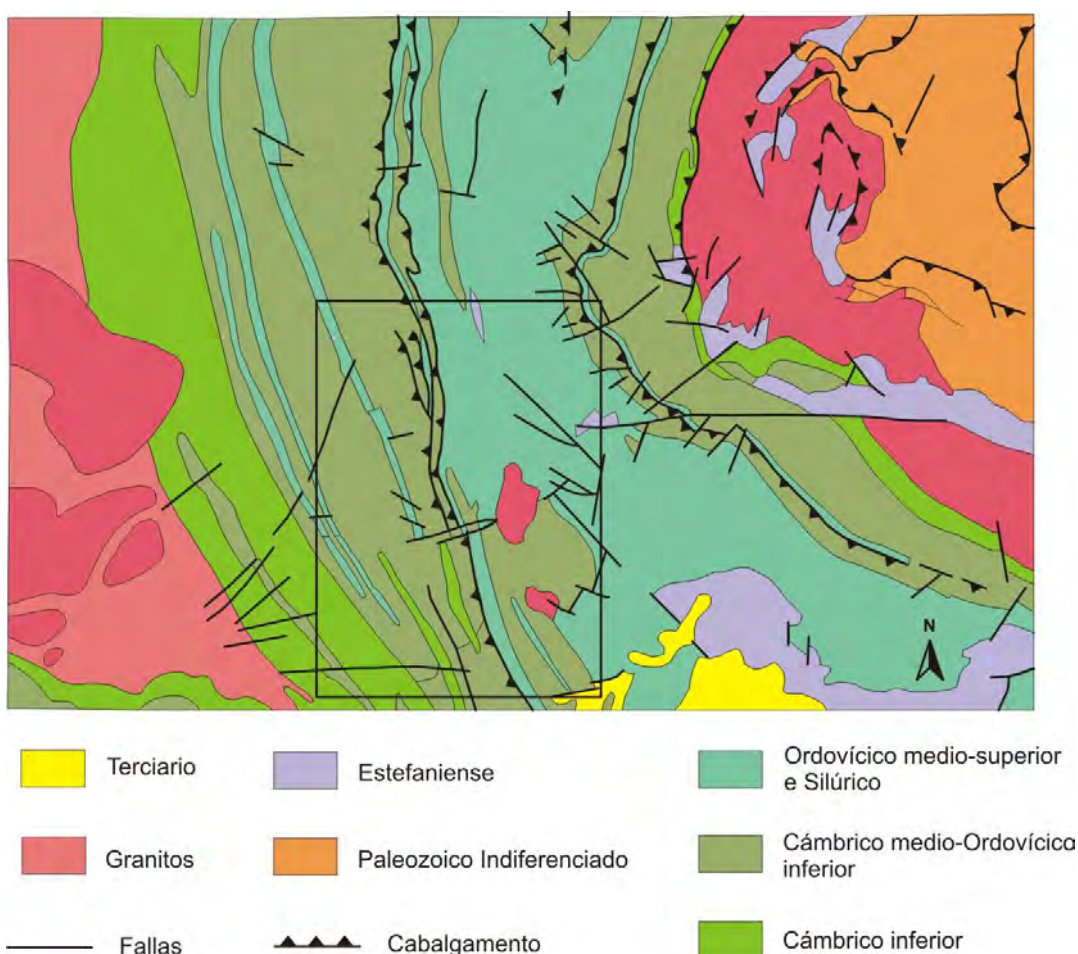 N
Terciario
Estefaniense
Ordovícico medio-superior
e Silúrico
Granitos
Paleozoico Indiferenciado
Cámbrico medio-Ordovícico
inferior
Fallas
Cabalgamento
Cámbrico inferior